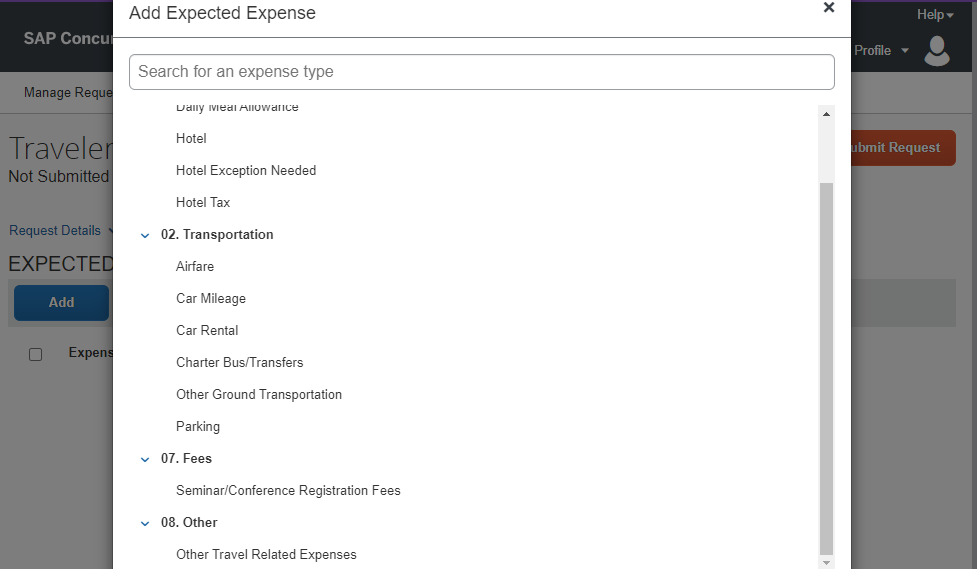 Add Expected Expense
Help
SAP Concur
Profile
Search for an expense type
Manage Reque
Daily Meal Allowance
Hotel
Traveler
ubmit Request
Hotel Exception Needed
Not Submitted
Hotel Tax
Request Details
02. Transportation
EXPECTED
Airfare
Add
Car Mileage
Car Rental
Expens
Charter Bus/Transfers
Other Ground Transportation
Parking
07. Fees
Seminar/Conference Registration Fees
08. Other
Other Travel Related Expenses